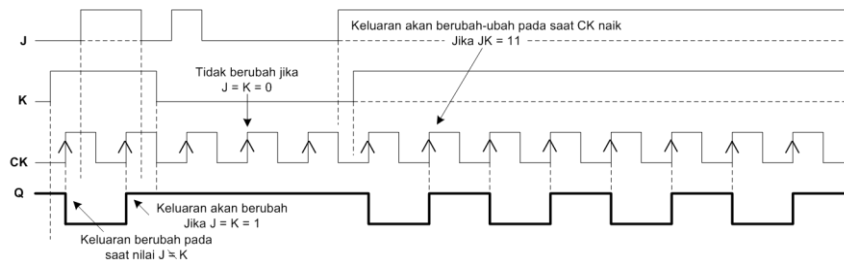 Keluaran akan berubah-ubah pada saat CK naik
Jika JK = 11
J
Tidak berubah jika
J = K = 0
K
CK
Q
Keluaran akan berubah
Jika J = K = 1
Keluaran berubah pada
saat nilai J ≠ K